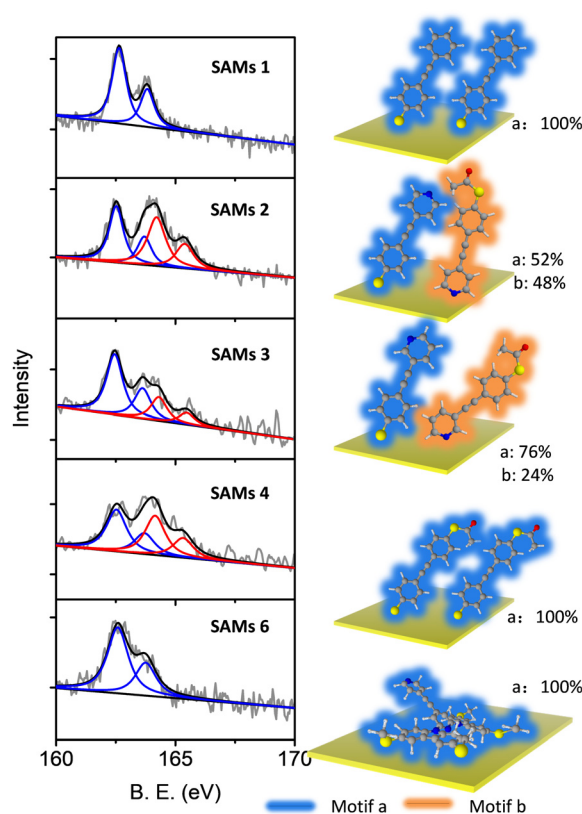 SAMs 1
a: 100%
SAMs 2
a: 52%
b: 48%
SAMs 3
a: 76%
b: 24%
SAMs 4
a: 100%
SAMs 6
a: 100%
Intensity
160 165 170
B. E. (eV)
Motif a Motif b